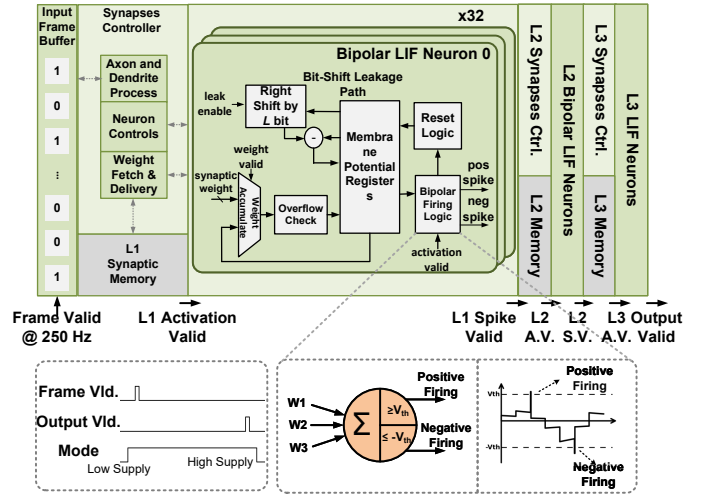 Input
Frame
Buffer
1
0
1
...
0
0
1
Synapses
Controller
Axon and
Dendrite
Process
Neuron
Controls
Weight
Fetch &
Delivery
L1
Synaptic
Memory
x32
Bipolar LIF Neuron 0
Bit-Shift Leakage
Path
leak
enable
Right
Shift by
L bit
-
Membra
ne
Potential
Register
s
Reset
Logic
weight
valid
synaptic
weight
Weight
Accumulate
Overflow
Check
Bipolar
Firing
Logic
pos
spike
neg
spike
activation
valid
L2 Synapses Ctrl.
L2 Memory
L2 Bipolar LIF Neurons
L3 Synapses Ctrl.
L3 Memory
L3 LIF Neurons
Frame Valid
@ 250 Hz
L1 Activation
Valid
L1 Spike
Valid
L2
A.V.
L2
S.V.
L3
A.V.
Output
Valid
Frame Vld.
Output Vld.
Mode
Low Supply
High Supply
W1
W2
W3
Σ
≥Vth
≤ -Vth
Positive
Firing
Negative
Firing
Vth
-Vth
Positive
Firing
Negative
Firing